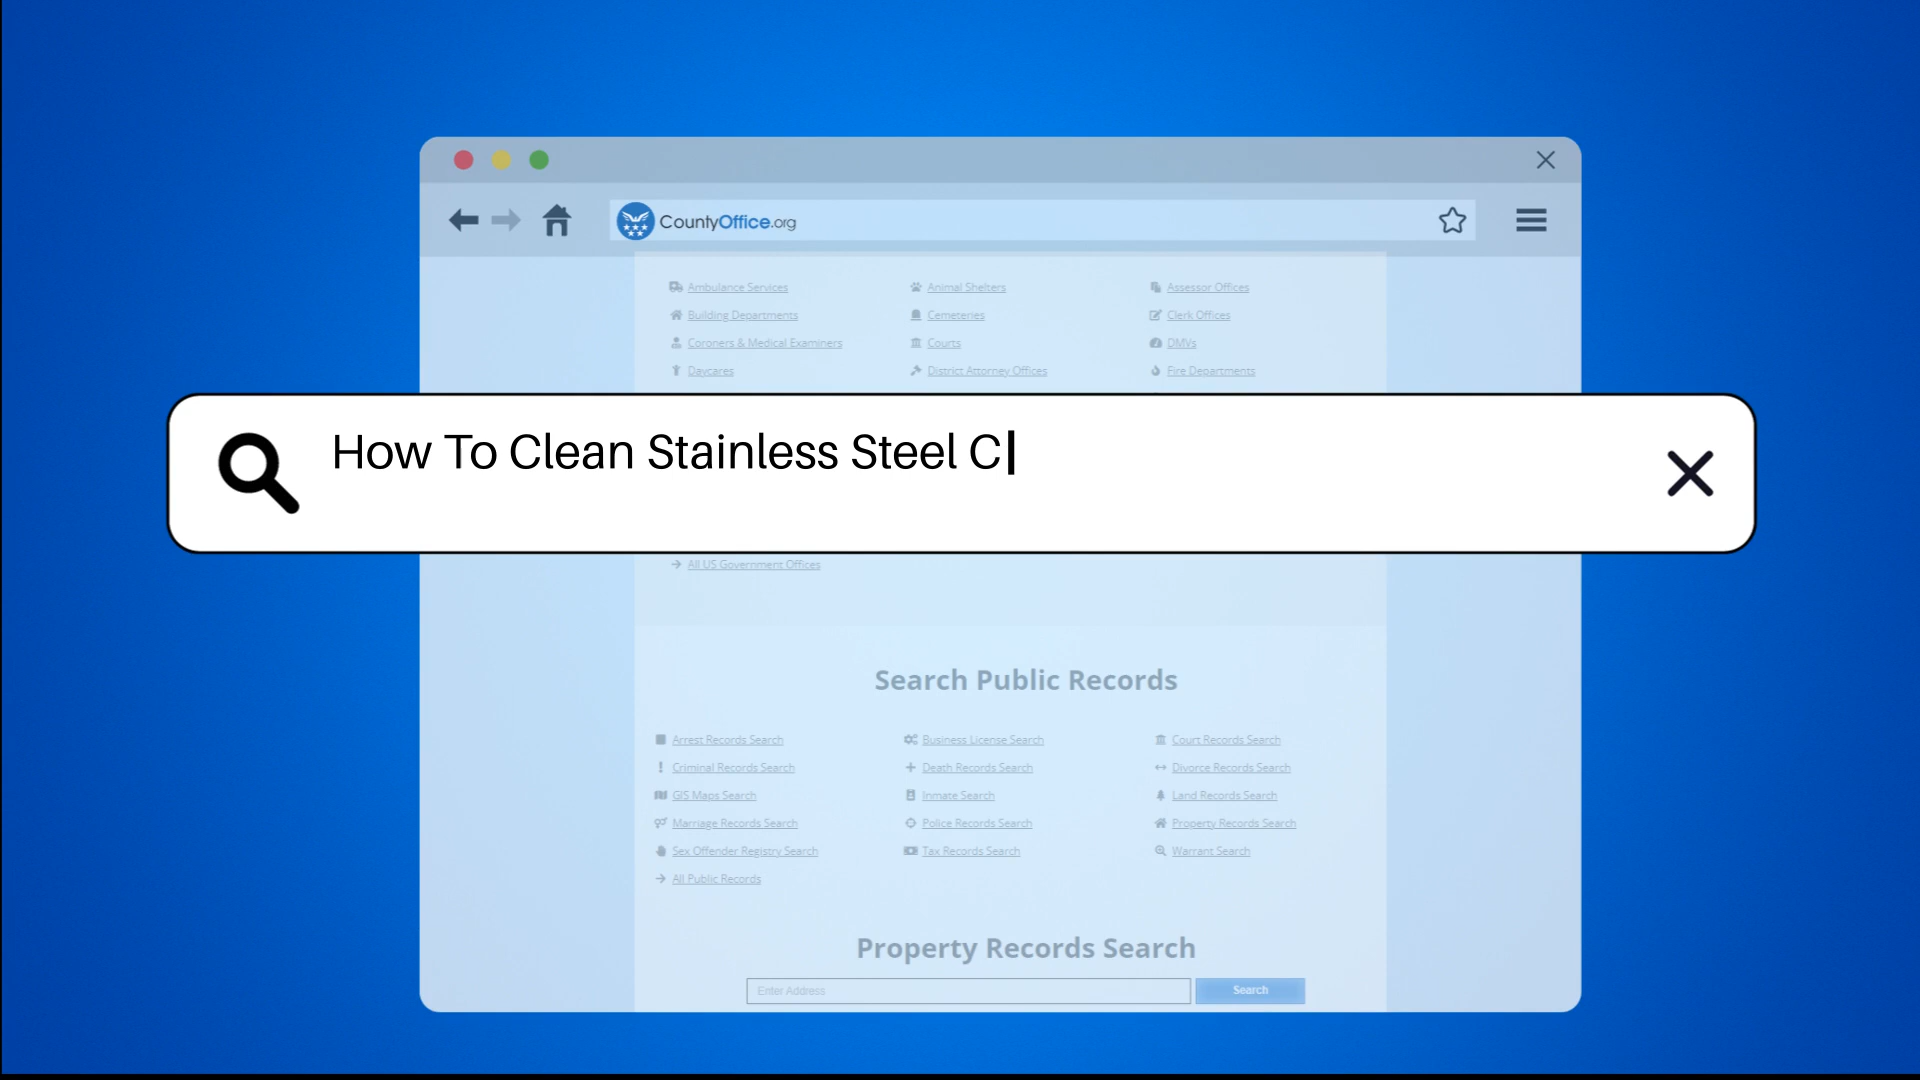 CountyOffice.org
Ambulance Services Animal Shelters Assessor Offices
Building Departments Cemeteries Clerk Offices
Coroners & Medical Examiners Courts DMVs
Daycares District Attorney Offices Fire Departments
How To Clean Stainless Steel C
All US Government Offices
Search Public Records
Arrest Records Search Business License Search Court Records Search
Criminal Records Search Death Records Search Divorce Records Search
GIS Maps Search Inmate Search Land Records Search
Marriage Records Search Police Records Search Property Records Search
Sex Offender Registry Search Tax Records Search Warrant Search
All Public Records
Property Records Search
Enter Address Search